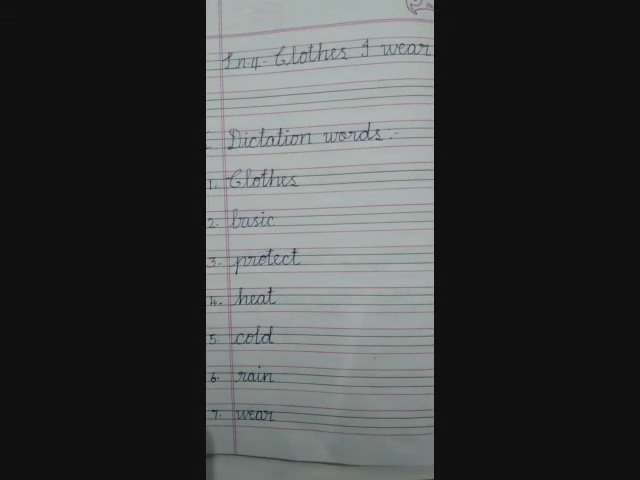 Ln.4. Clothes I wear
Dictation words :-
1. Clothes
2. basic
3. protect
4. heat
5. cold
6. rain
7. wear